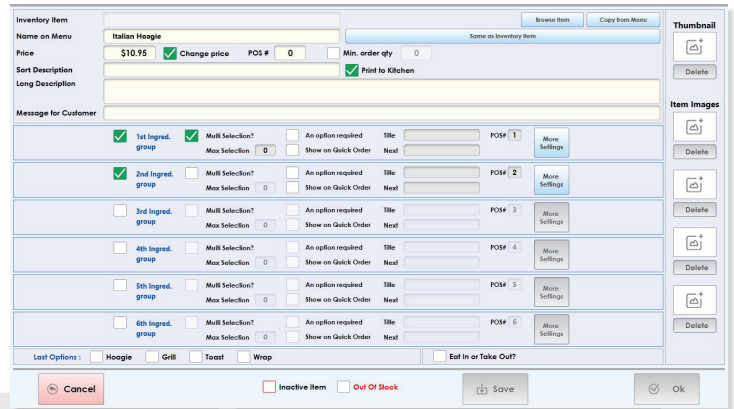 Inventory Item Browse Item Copy from Menu Thumbnail
Name on Menu Italian Hoagie Same as Inventory Item
Price $10.95 Change price POS # 0 Min. order qty 0
Sort Description Print to Kitchen Delete
Long Description
Item Images
Message for Customer
1st Ingred. group Multi Selection? An option required Title POS# 1 More Settings
Max Selection 0 Show on Quick Order Next Delete
2nd Ingred. group Multi Selection? An option required Title POS# 2 More Settings
Max Selection 0 Show on Quick Order Next
3rd Ingred. group Multi Selection? An option required Title POS# 3 More Settings Delete
Max Selection 0 Show on Quick Order Next
4th Ingred. group Multi Selection? An option required Title POS# 4 More Settings
Max Selection 0 Show on Quick Order Next Delete
5th Ingred. group Multi Selection? An option required Title POS# 5 More Settings
Max Selection 0 Show on Quick Order Next
6th Ingred. group Multi Selection? An option required Title POS# 6 More Settings Delete
Max Selection 0 Show on Quick Order Next
Last Options : Hoagie Grill Toast Wrap Eat In or Take Out?
Cancel Inactive Item Out Of Stock Save Ok